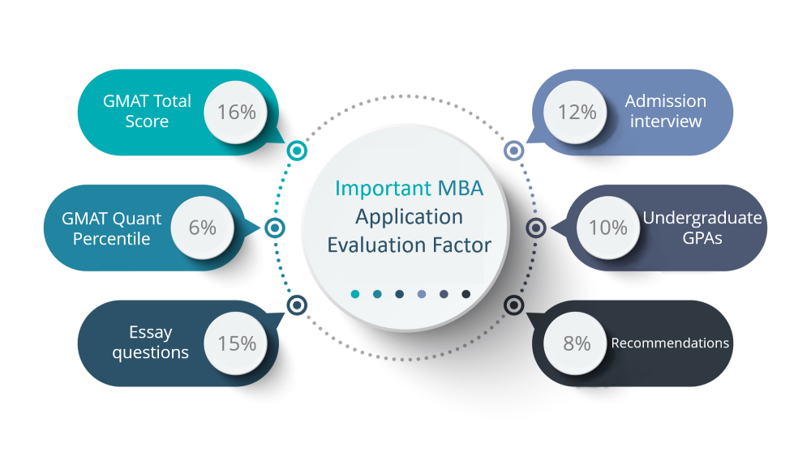 GMAT Total
Score
16%
GMAT Quant
Percentile
6%
Essay
questions
15%
Important MBA
Application
Evaluation Factor
12%
Admission
interview
10%
Undergraduate
GPAs
8%
Recommendations